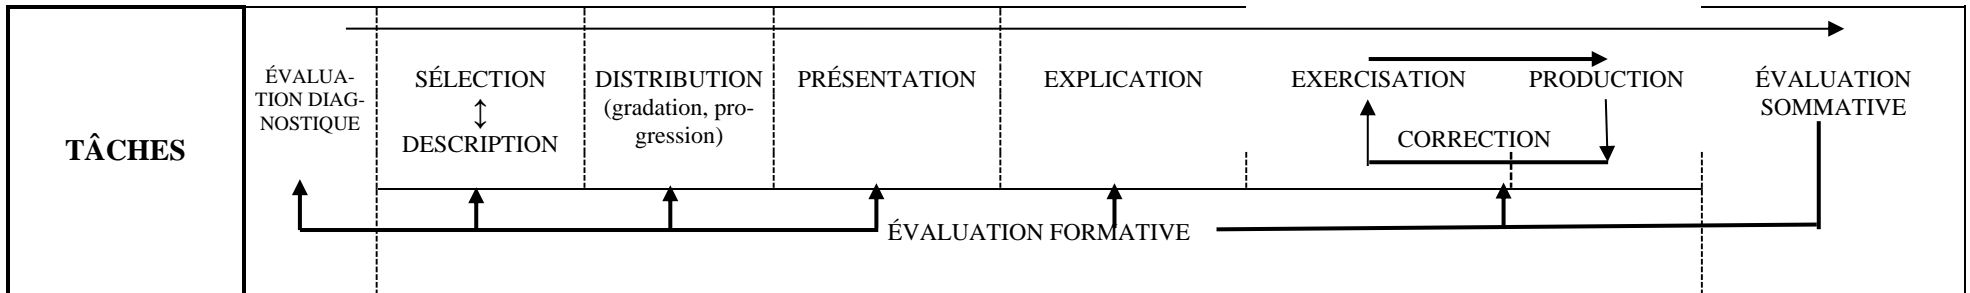 TÂCHES
ÉVALUA-
TION DIAG-
NOSTIQUE
SÉLECTION
↕
DESCRIPTION
DISTRIBUTION
(gradation, pro-
gression)
PRÉSENTATION
EXPLICATION
EXERCISATION
PRODUCTION
CORRECTION
ÉVALUATION
SOMMATIVE
ÉVALUATION FORMATIVE